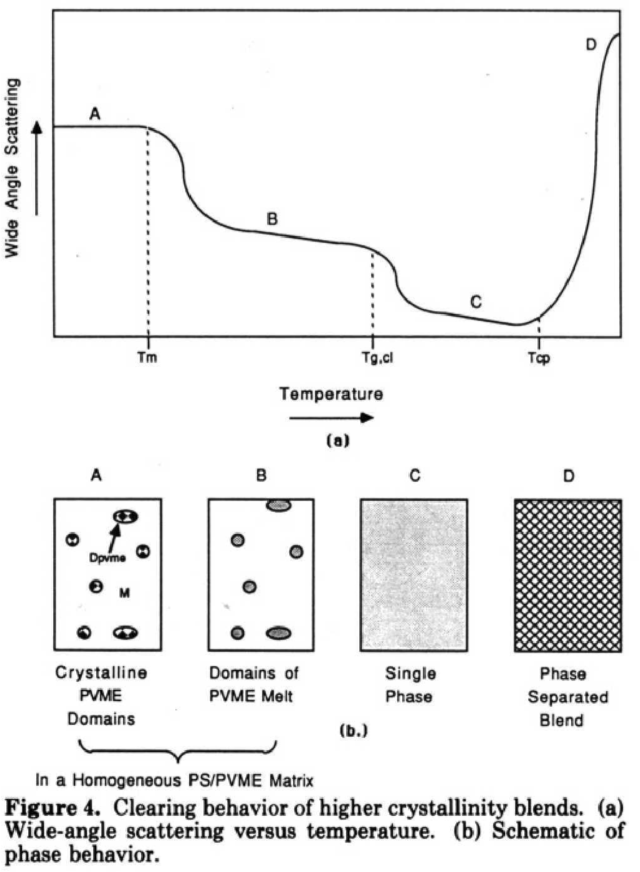 Wide Angle Scattering
A
B
C
D
Tm
Tg,cl
Tcp
Temperature
(a)
A
B
C
D
Dpvme
M
Crystalline
PVME
Domains
Domains of
PVME Melt
Single
Phase
Phase
Separated
Blend
(b.)
In a Homogeneous PS/PVME Matrix
Figure 4. Clearing behavior of higher crystallinity blends. (a)
Wide-angle scattering versus temperature. (b) Schematic of
phase behavior.